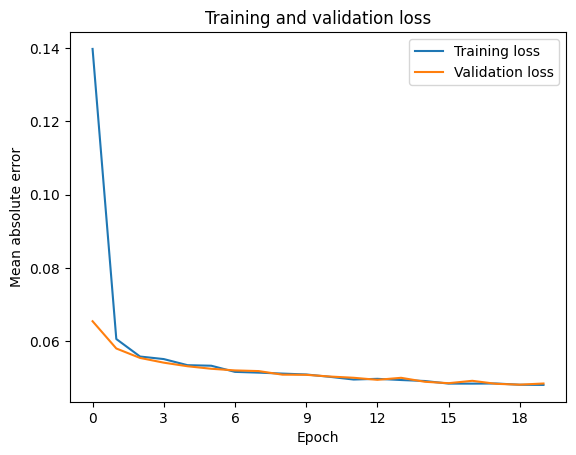 Training and validation loss
Training loss
Validation loss
0.14
0.12
0.10
0.08
0.06
Mean absolute error
0 3 6 9 12 15 18
Epoch